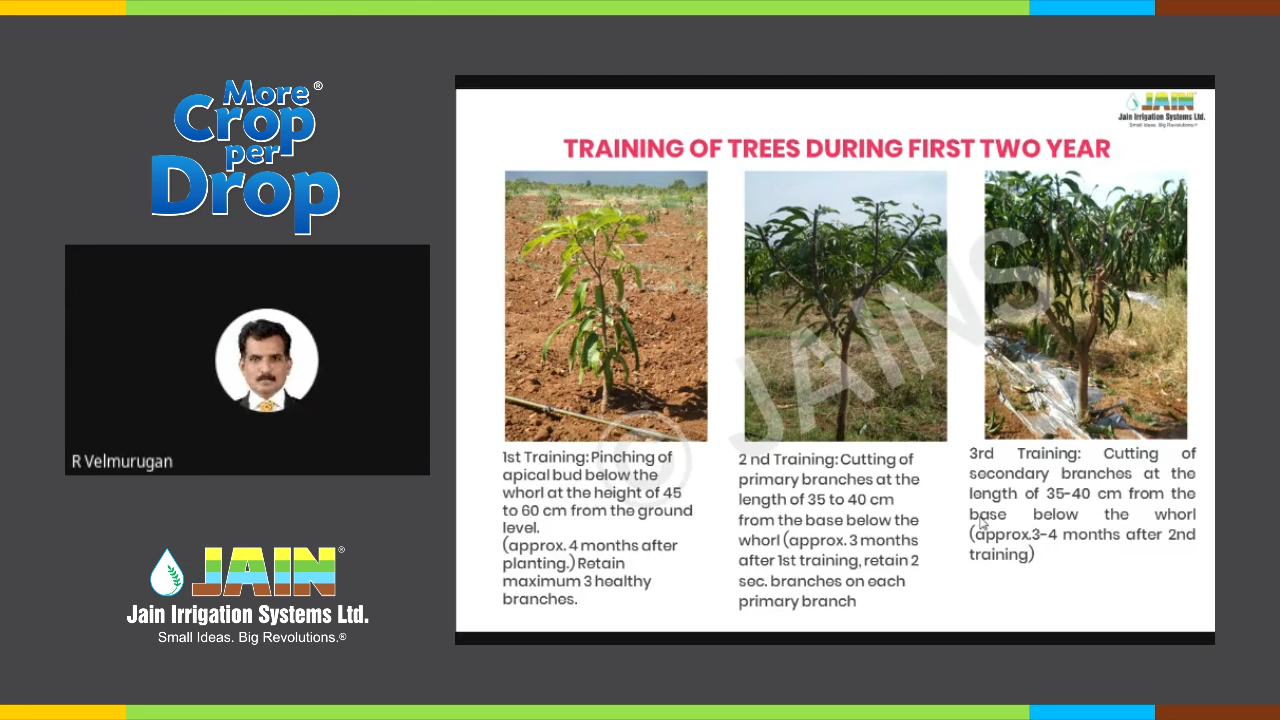 More®
Crop
per
Drop
R Velmurugan
JAIN®
Jain Irrigation Systems Ltd.
Small Ideas. Big Revolutions.®
JAIN
Jain Irrigation Systems Ltd.
Small Ideas. Big Revolutions.®
TRAINING OF TREES DURING FIRST TWO YEAR
© JAINS
1st Training: Pinching of
apical bud below the
whorl at the height of 45
to 60 cm from the ground
level.
(approx. 4 months after
planting.) Retain
maximum 3 healthy
branches.
2 nd Training: Cutting of
primary branches at the
length of 35 to 40 cm
from the base below the
whorl (approx. 3 months
after 1st training, retain 2
sec. branches on each
primary branch
3rd Training: Cutting of
secondary branches at the
length of 35-40 cm from the
base below the whorl
(approx.3-4 months after 2nd
training)